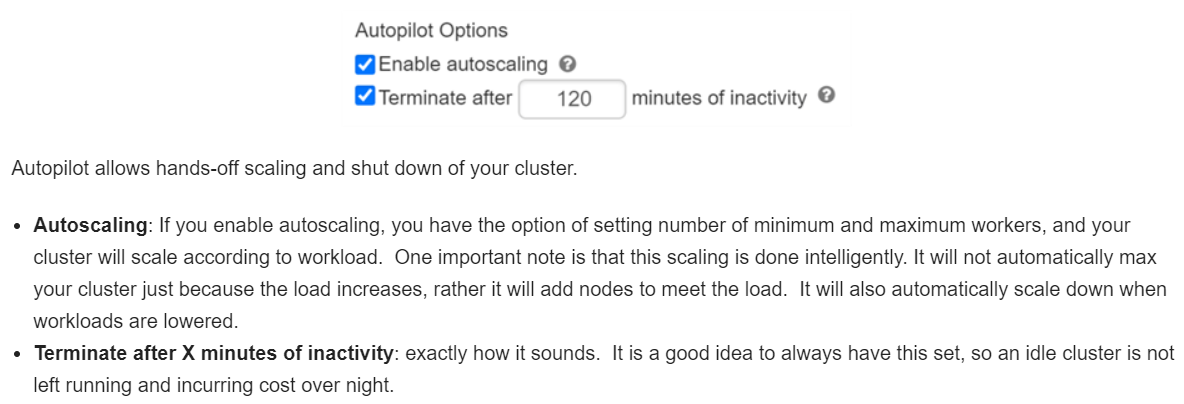 Autopilot Options
Enable autoscaling ?
Terminate after 120 minutes of inactivity ?
Autopilot allows hands-off scaling and shut down of your cluster.
• Autoscaling: If you enable autoscaling, you have the option of setting number of minimum and maximum workers, and your
cluster will scale according to workload.  One important note is that this scaling is done intelligently. It will not automatically max
your cluster just because the load increases, rather it will add nodes to meet the load.  It will also automatically scale down when
workloads are lowered.
• Terminate after X minutes of inactivity: exactly how it sounds.  It is a good idea to always have this set, so an idle cluster is not
left running and incurring cost over night.